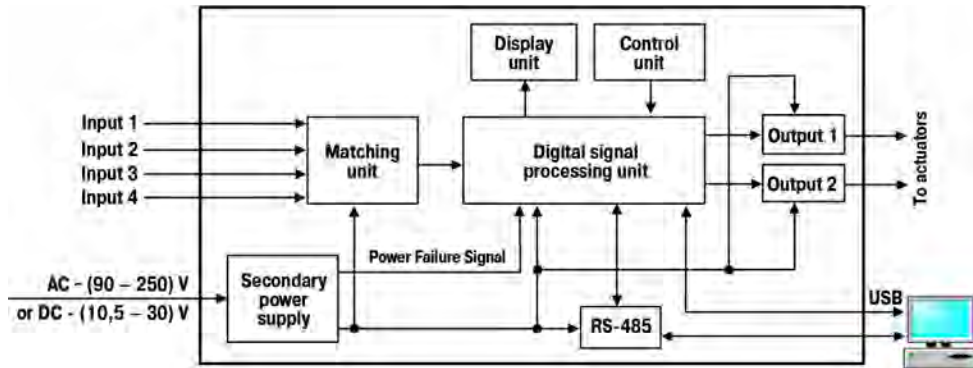 Display
unit
Control
unit
Input 1
Input 2
Input 3
Input 4
Matching
unit
Digital signal
processing unit
Output 1
Output 2
To actuators
Power Failure Signal
AC - (90 – 250) V
or DC - (10,5 – 30) V
Secondary
power
supply
RS-485
USB